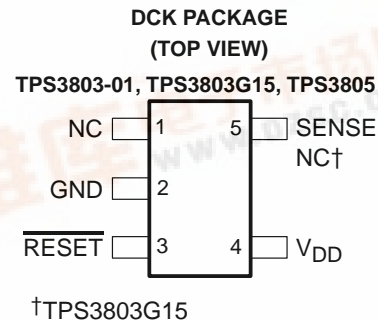 DCK PACKAGE
(TOP VIEW)
TPS3803-01, TPS3803G15, TPS3805
NC 1 5 SENSE
NC†
GND 2
RESET 3 4 VDD
†TPS3803G15